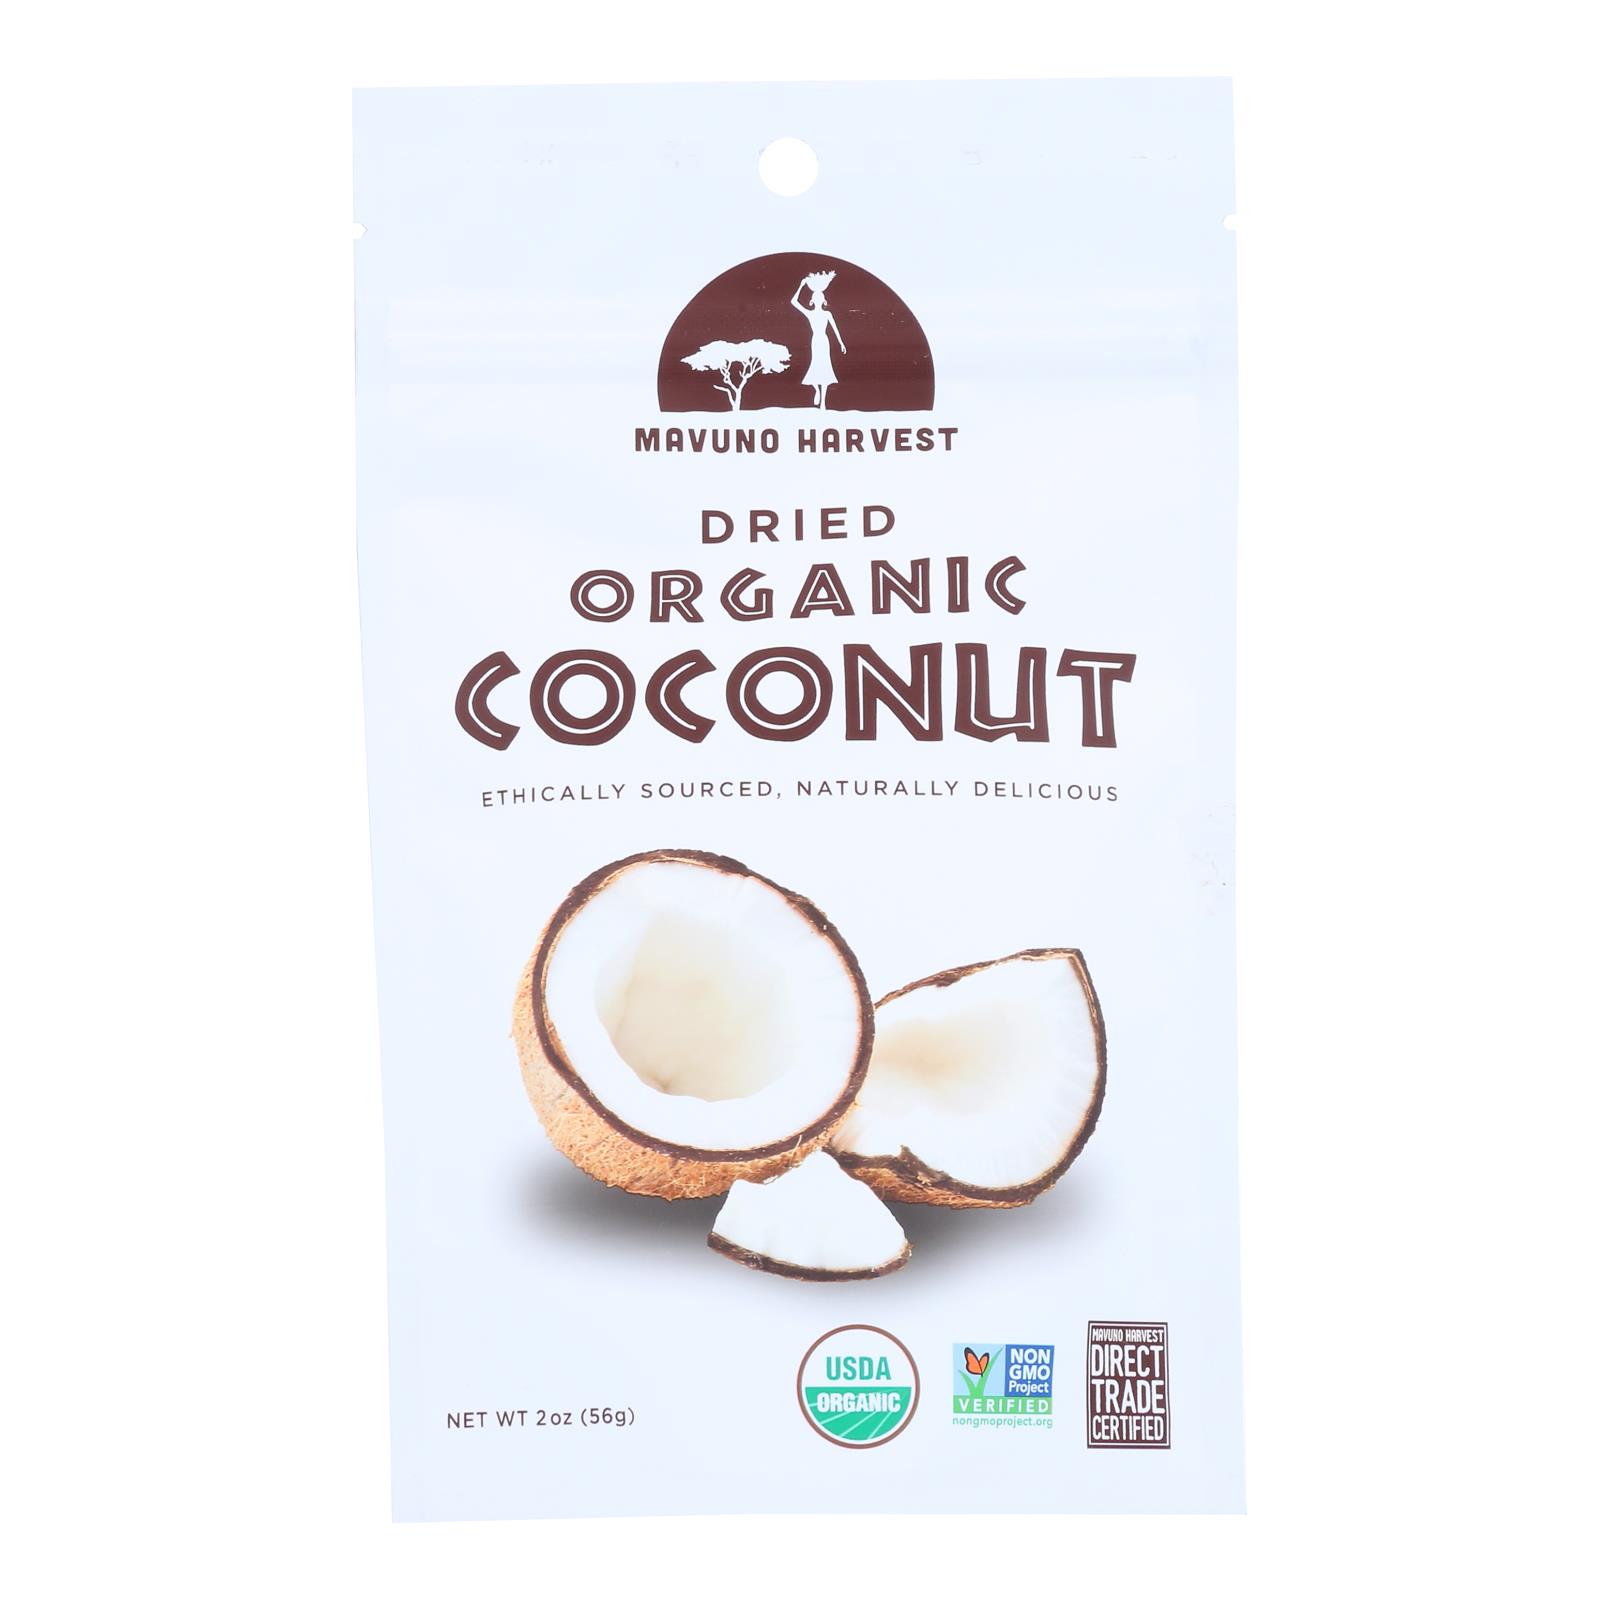 MAVUNO HARVEST
DRIED
ORGANIC
COCONUT
ETHICALLY SOURCED, NATURALLY DELICIOUS
NET WT 2oz (56g)
USDA
ORGANIC
NON
GMO
Project
VERIFIED
nongmoproject.org
MAVUNO HARVEST
DIRECT
TRADE
CERTIFIED